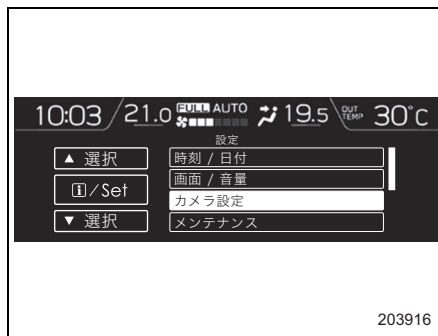 10:03 21.0 FULL AUTO 19.5 OUT TEMP 30°C
設定
▲ 選択
i/Set
▼ 選択
時刻 / 日付
画面 / 音量
カメラ設定
メンテナンス
203916